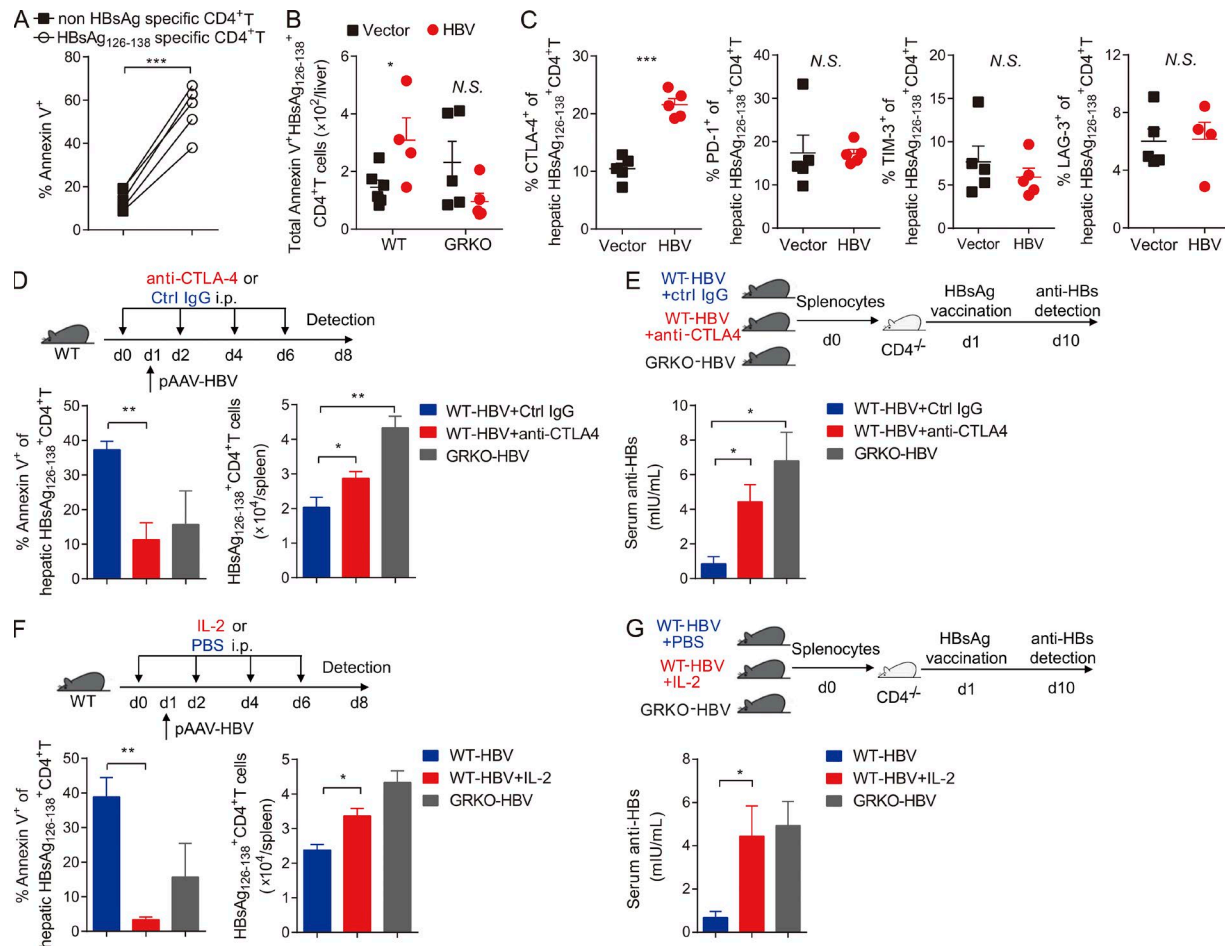 A
non HBsAg specific CD4+T
HBsAg126-138 specific CD4+T
% Annexin V+
80
60
40
20
0
***
B
Vector
HBV
Total Annexin V+HBsAg126-138+
CD4+T cells (x10²/liver)
6
4
2
0
*
N.S.
WT
GRKO
C
% CTLA-4+ of
hepatic HBsAg126-138+CD4+T
30
20
10
0
***
Vector
HBV
% PD-1+ of
hepatic HBsAg126-138+CD4+T
40
30
20
10
0
N.S.
Vector
HBV
% TIM-3+ of
hepatic HBsAg126-138+CD4+T
20
15
10
5
0
N.S.
Vector
HBV
% LAG-3+ of
hepatic HBsAg126-138+CD4+T
12
10
8
6
4
2
N.S.
Vector
HBV
D
anti-CTLA-4 or
Ctrl IgG i.p.
Detection
WT
d0
d1
d2
d4
d6
d8
pAAV-HBV
% Annexin V+ of
hepatic HBsAg126-138+CD4+T
50
40
30
20
10
0
**
HBsAg126-138+CD4+T cells
(x10⁴/spleen)
5
4
3
2
1
0
*
**
WT-HBV+Ctrl IgG
WT-HBV+anti-CTLA4
GRKO-HBV
E
WT-HBV
+ctrl IgG
WT-HBV
+anti-CTLA4
GRKO-HBV
Splenocytes
d0
CD4-/-
HBsAg
vaccination
d1
anti-HBs
detection
d10
Serum anti-HBs
(mIU/mL)
10
8
6
4
2
0
*
*
WT-HBV+Ctrl IgG
WT-HBV+anti-CTLA4
GRKO-HBV
F
IL-2 or
PBS i.p.
Detection
WT
d0
d1
d2
d4
d6
d8
pAAV-HBV
% Annexin V+ of
hepatic HBsAg126-138+CD4+T
50
40
30
20
10
0
**
HBsAg126-138+CD4+T cells
(x10⁴/spleen)
5
4
3
2
1
0
*
WT-HBV
WT-HBV+IL-2
GRKO-HBV
G
WT-HBV
+PBS
WT-HBV
+IL-2
GRKO-HBV
Splenocytes
d0
CD4-/-
HBsAg
vaccination
d1
anti-HBs
detection
d10
Serum anti-HBs
(mIU/mL)
8
6
4
2
0
*
WT-HBV
WT-HBV+IL-2
GRKO-HBV